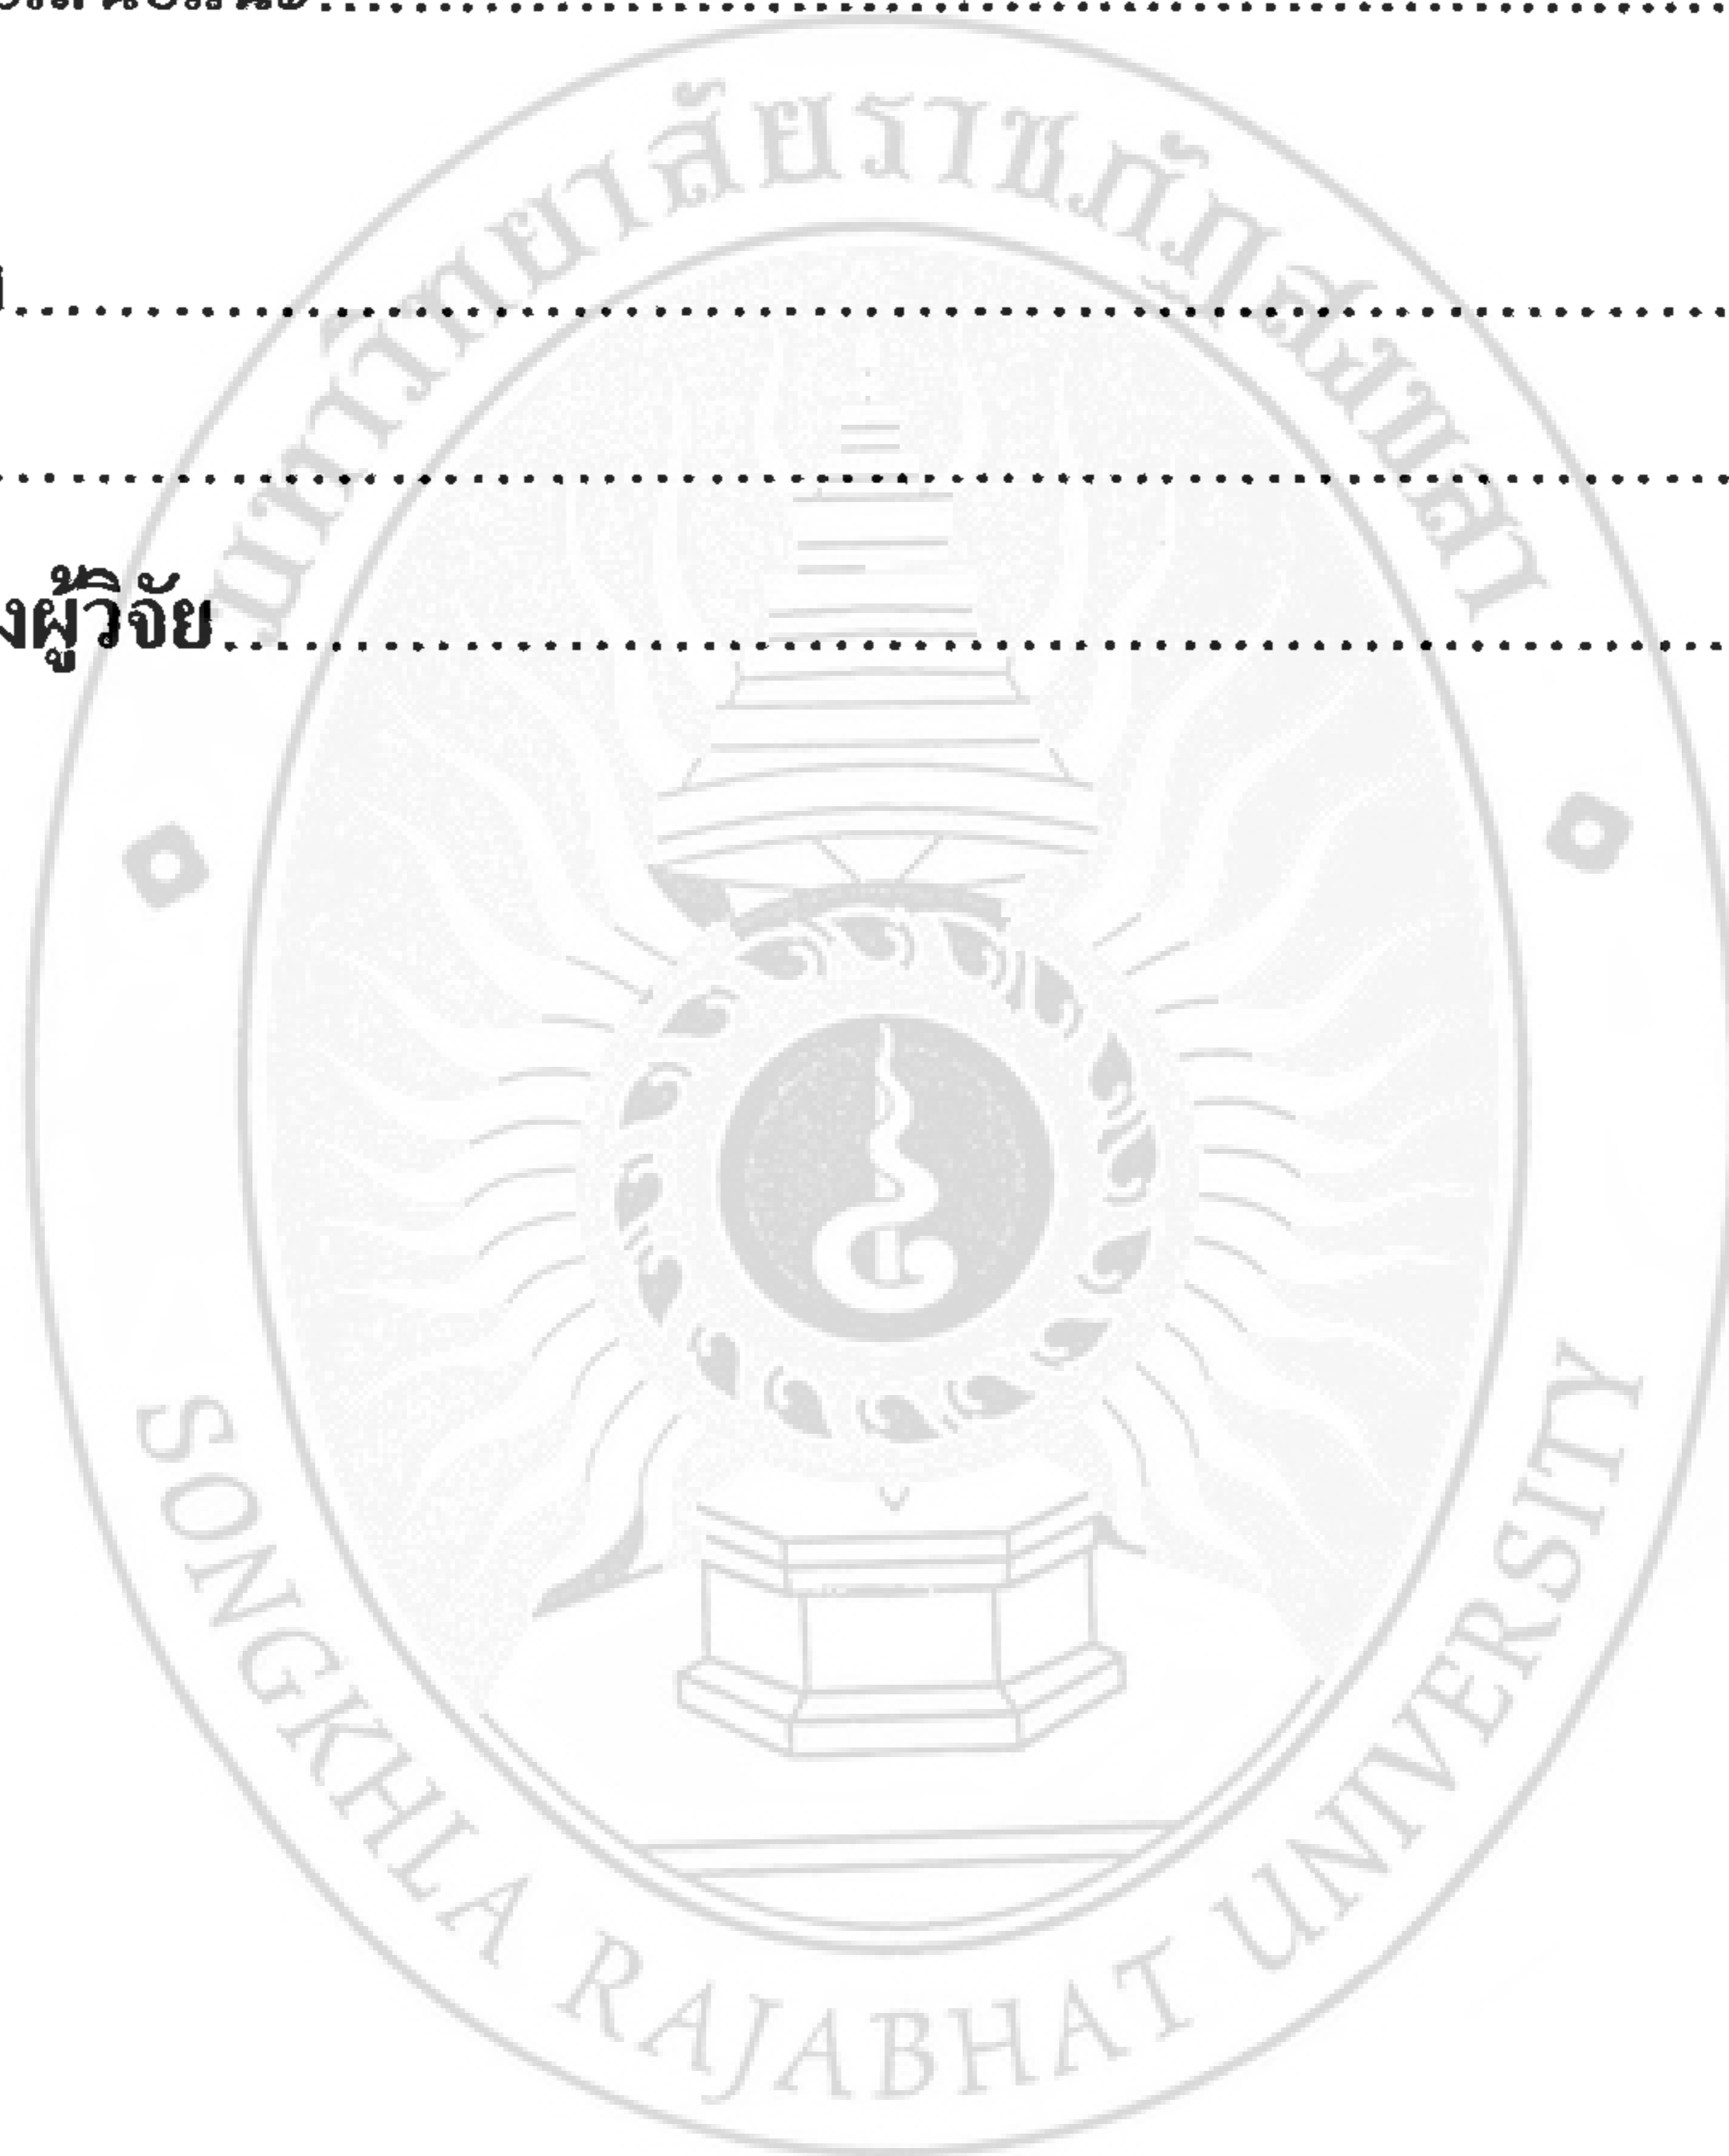 มหาวิทยาลัยราชภัฏสงขลา
งผู้วิจัย........................................................
SONGKHLA RAJABHAT UNIVERSITY